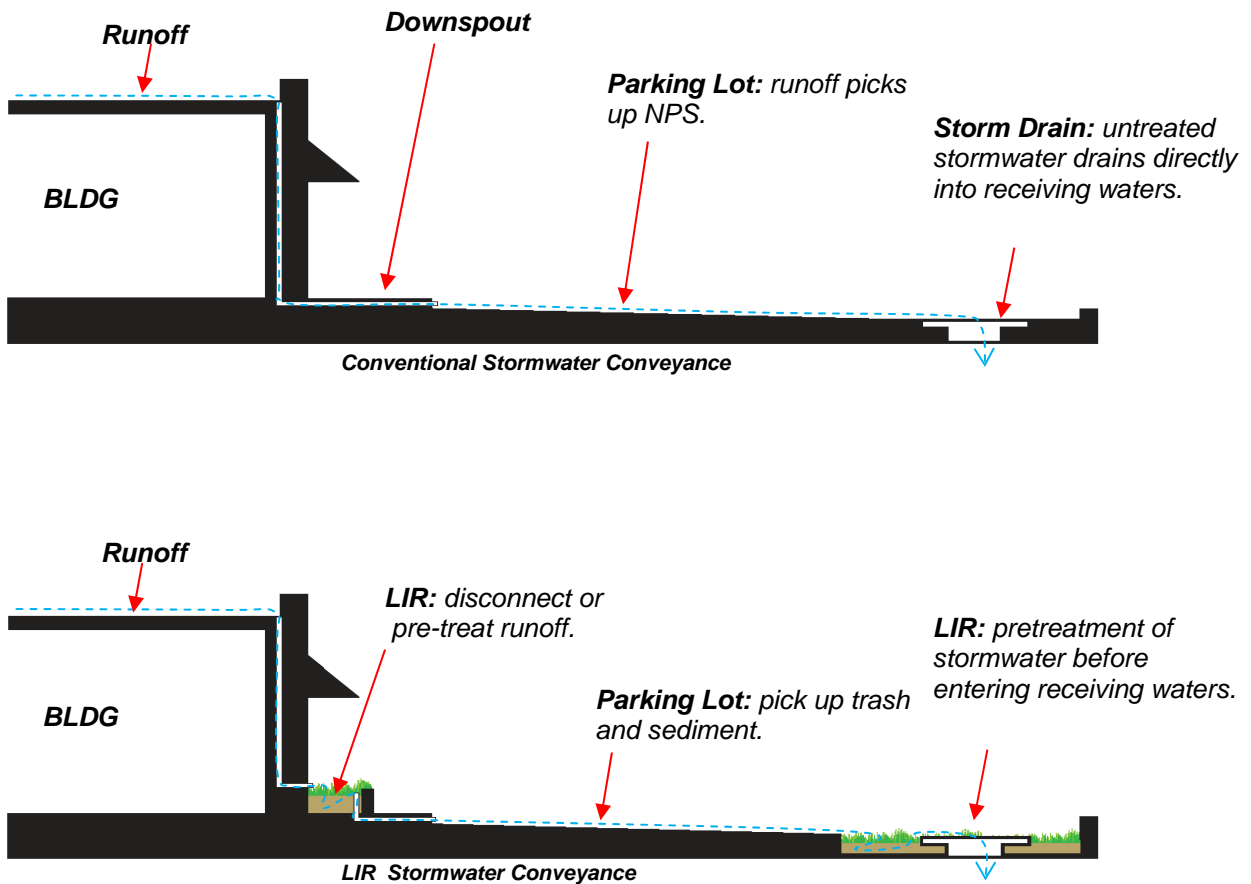 Runoff
Downspout
Parking Lot: runoff picks
up NPS.
Storm Drain: untreated
stormwater drains directly
into receiving waters.
BLDG
Conventional Stormwater Conveyance
Runoff
LIR: disconnect or
pre-treat runoff.
LIR: pretreatment of
stormwater before
entering receiving waters.
Parking Lot: pick up trash
and sediment.
BLDG
LIR Stormwater Conveyance